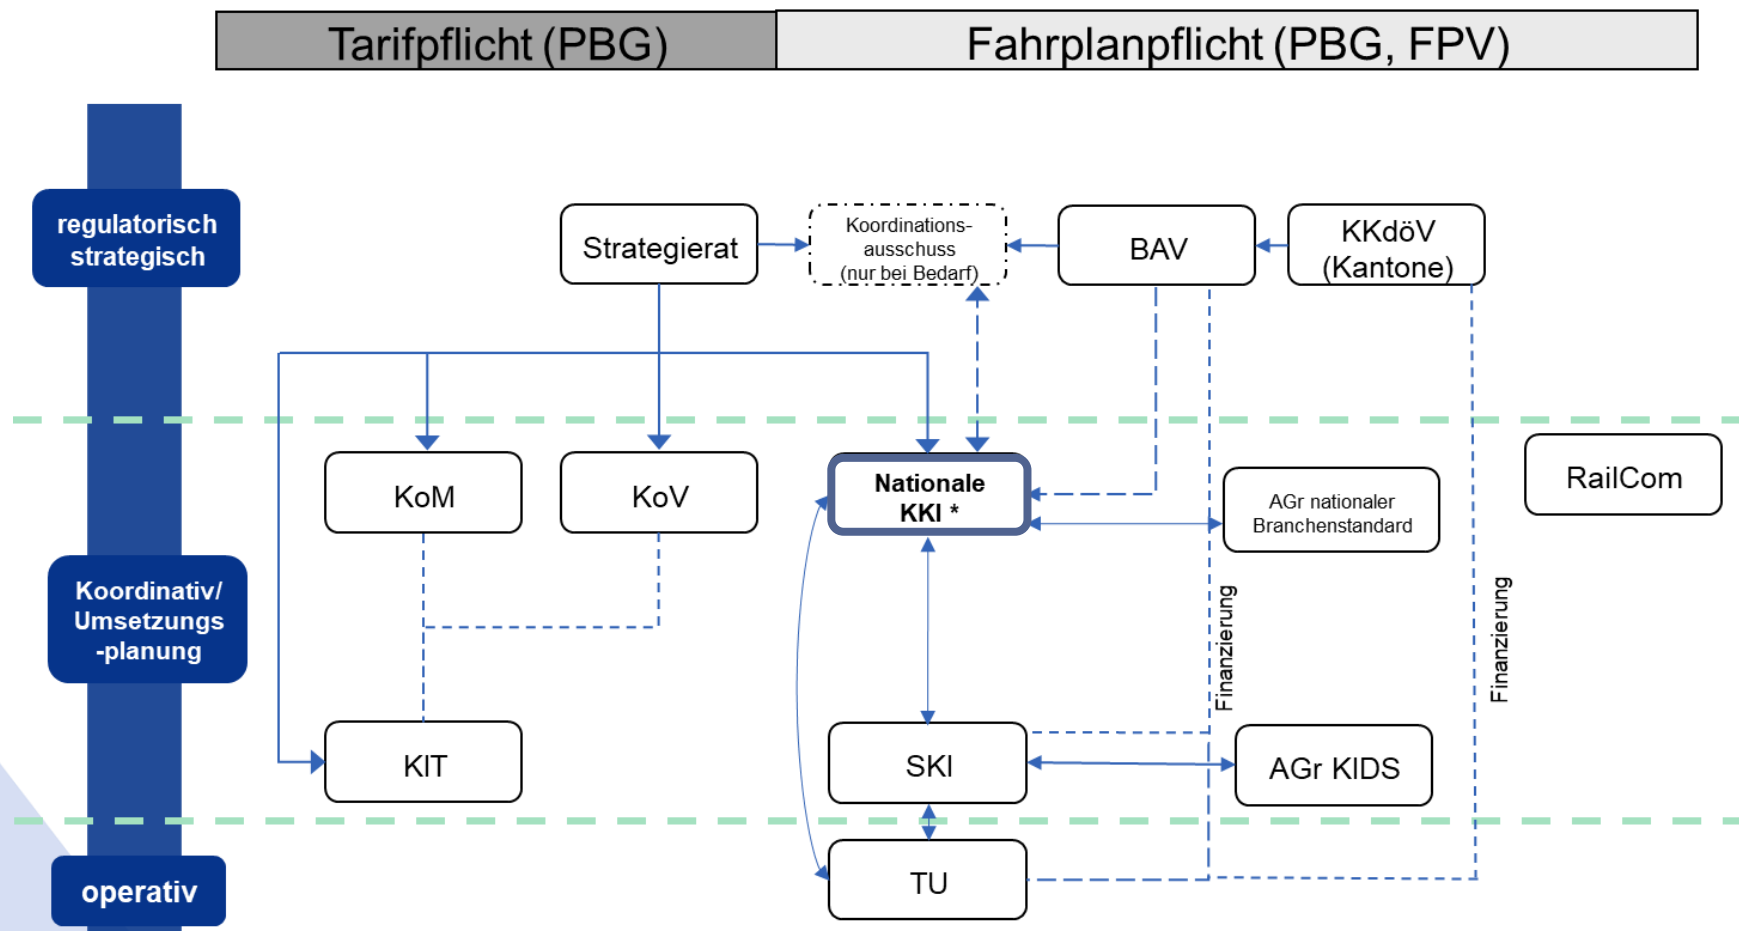 Tarifpflicht (PBG)
Fahrplanpflicht (PBG, FPV)
regulatorisch
strategisch
Strategierat
Koordinations-
ausschuss
(nur bei Bedarf)
BAV
KKdöV
(Kantone)
KoM
KoV
Nationale
KKI *
AGr nationaler
Branchenstandard
RailCom
Koordinativ/
Umsetzungs
-planung
Finanzierung
Finanzierung
KIT
SKI
AGr KIDS
operativ
TU